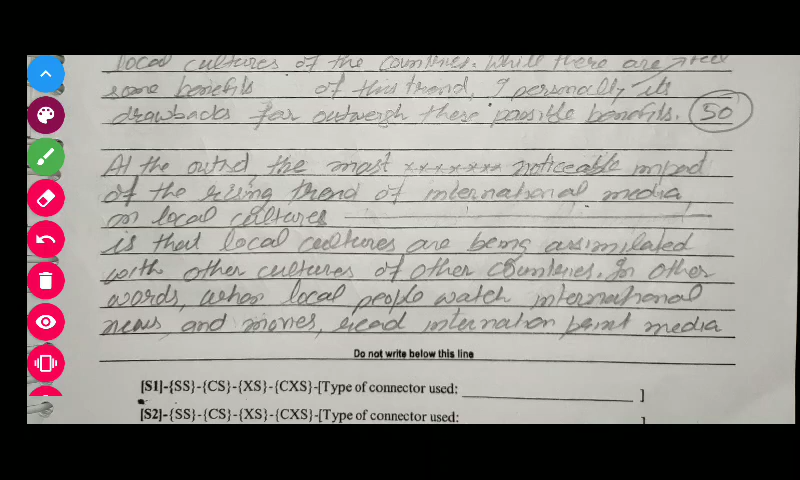 local cultures of the countries. While there are feel
some benefits of this trend, I personally its
drawbacks far outweigh these possible benefits. 50
At the outset, the most ******* noticeable impact
of the rising trend of international media
on local cultures
is that local cultures are being assimilated
with other cultures of other countries. In other
words, when local people watch international
news, and movies, read internation print media
Do not write below this line
[S1]-{SS}-{CS}-{XS}-{CXS}-[Type of connector used: ]
[S2]-{SS}-{CS}-{XS}-{CXS}-[Type of connector used: ]